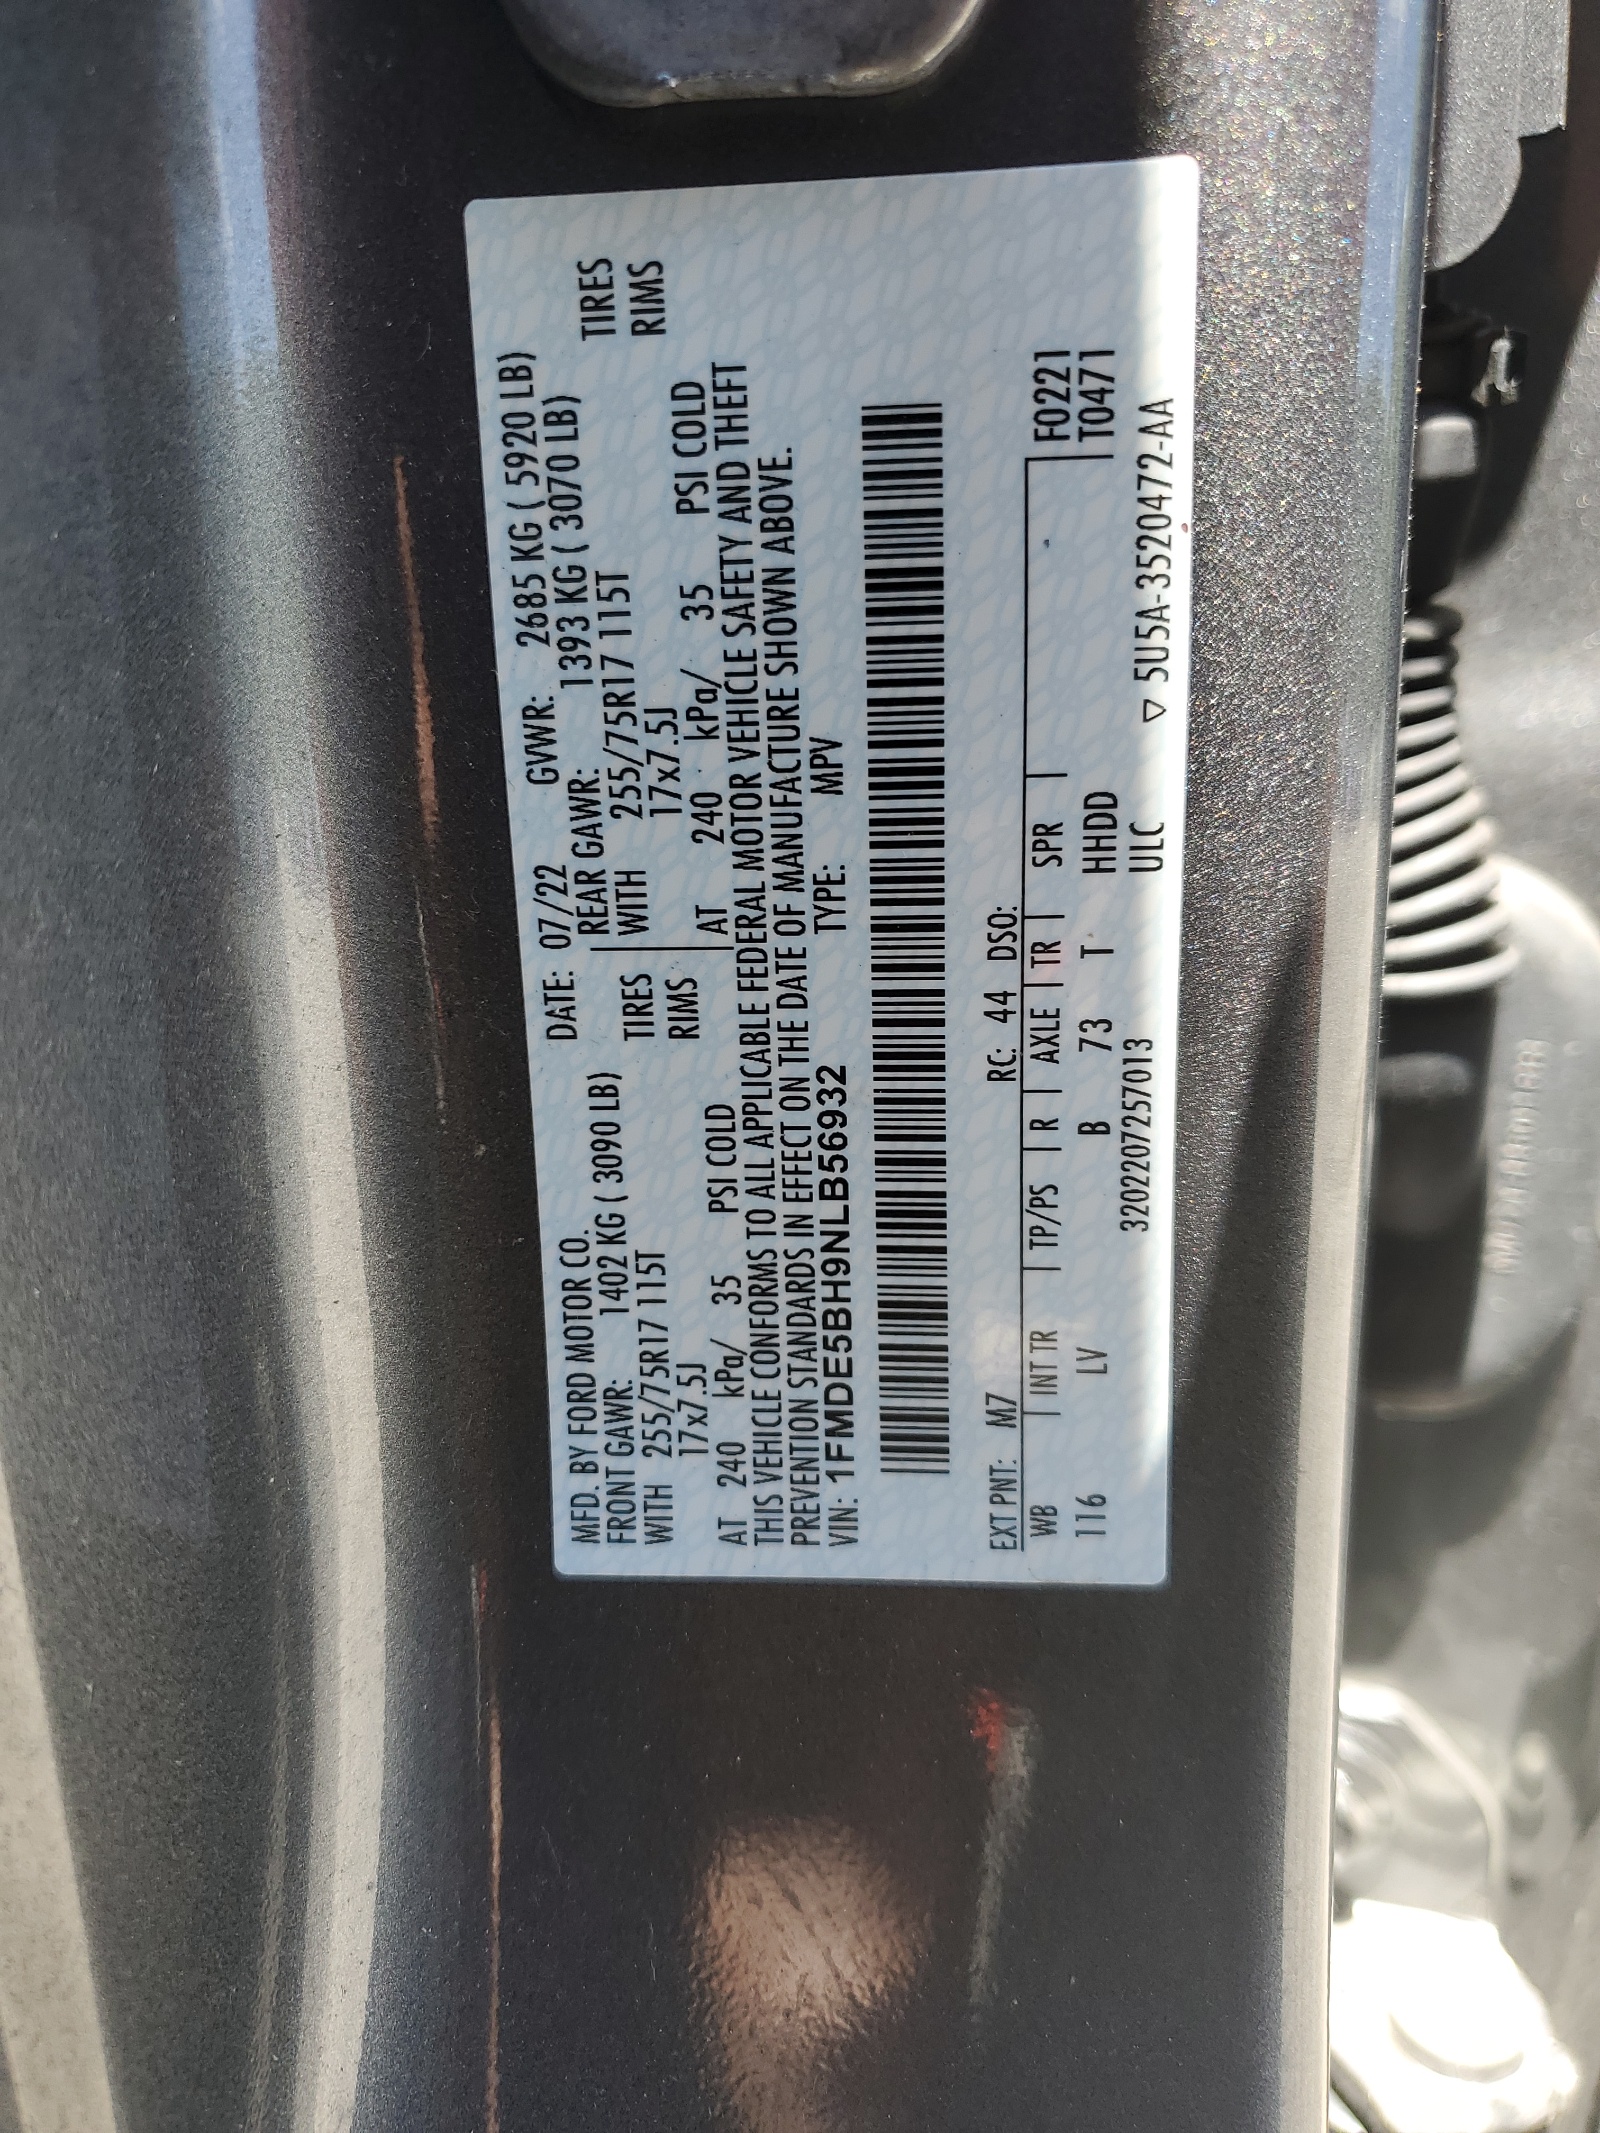 MFD. BY FORD MOTOR CO. DATE: 07/22 GVWR: 2685 KG ( 5920 LB)
FRONT GAWR: 1402 KG ( 3090 LB) REAR GAWR: 1393 KG ( 3070 LB)
WITH 255/75R17 115T TIRES WITH 255/75R17 115T TIRES
17x7.5J RIMS 17x7.5J RIMS
AT 240 kPa/ 35 PSI COLD AT 240 kPa/ 35 PSI COLD
THIS VEHICLE CONFORMS TO ALL APPLICABLE FEDERAL MOTOR VEHICLE SAFETY AND THEFT
PREVENTION STANDARDS IN EFFECT ON THE DATE OF MANUFACTURE SHOWN ABOVE.
VIN: 1FMDE5BH9NLB56932 TYPE: MPV
EXT PNT: M7 RC: 44 DSO:
WB INT TR TP/PS R AXLE TR SPR F0221
116 LV B 73 T HHDD T0471
3202207257013 ULC ▽ 5U5A-3520472-AA